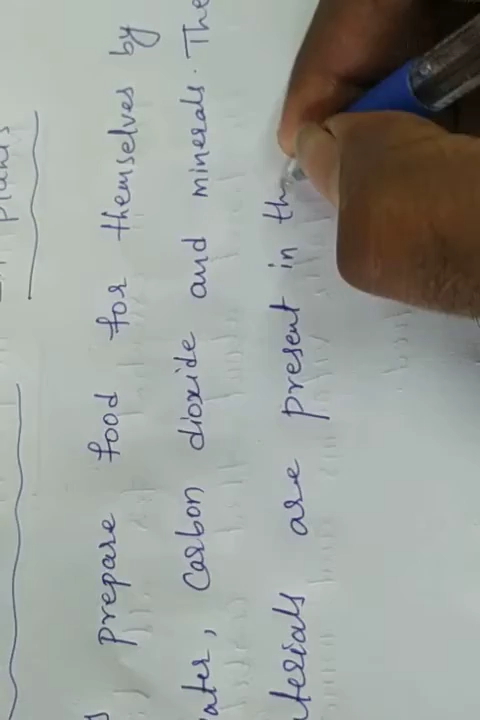 plants
prepare food for themselves by
ater, carbon dioxide and minerals. The
terials are present in th